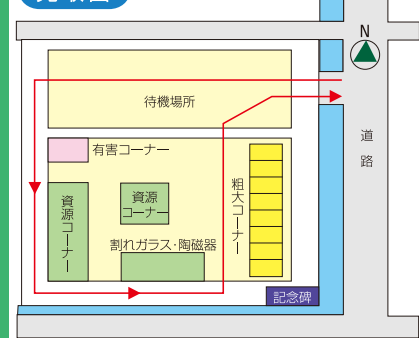 N
待機場所
道路
有害コーナー
資源コーナー
資源
コーナー
粗大コーナー
割れガラス・陶磁器
記念碑